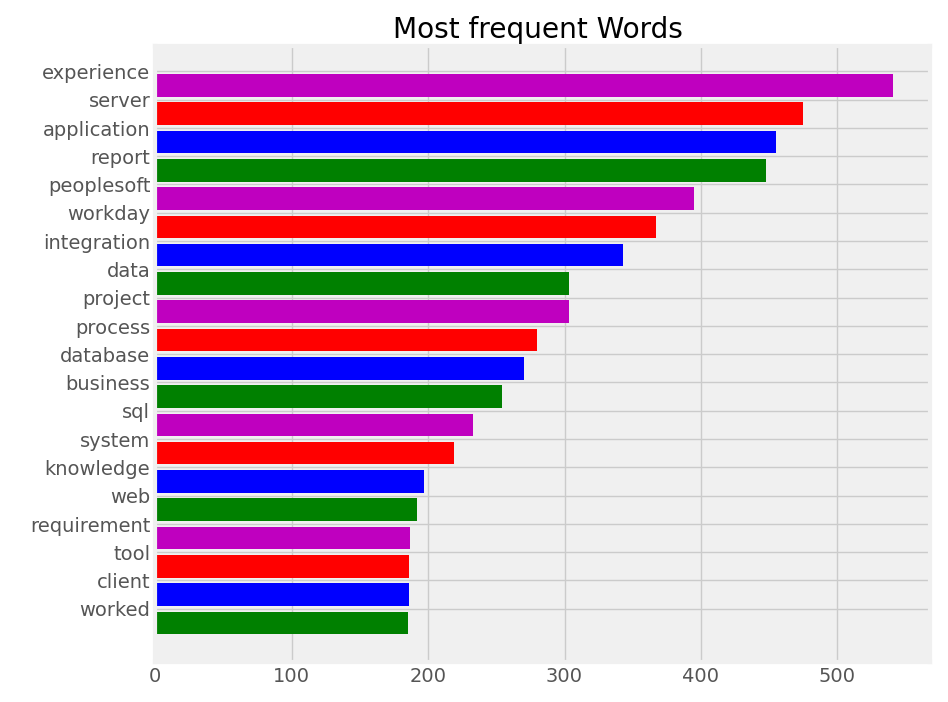 Most frequent Words
experience
server
application
report
peoplesoft
workday
integration
data
project
process
database
business
sql
system
knowledge
web
requirement
tool
client
worked
0 100 200 300 400 500